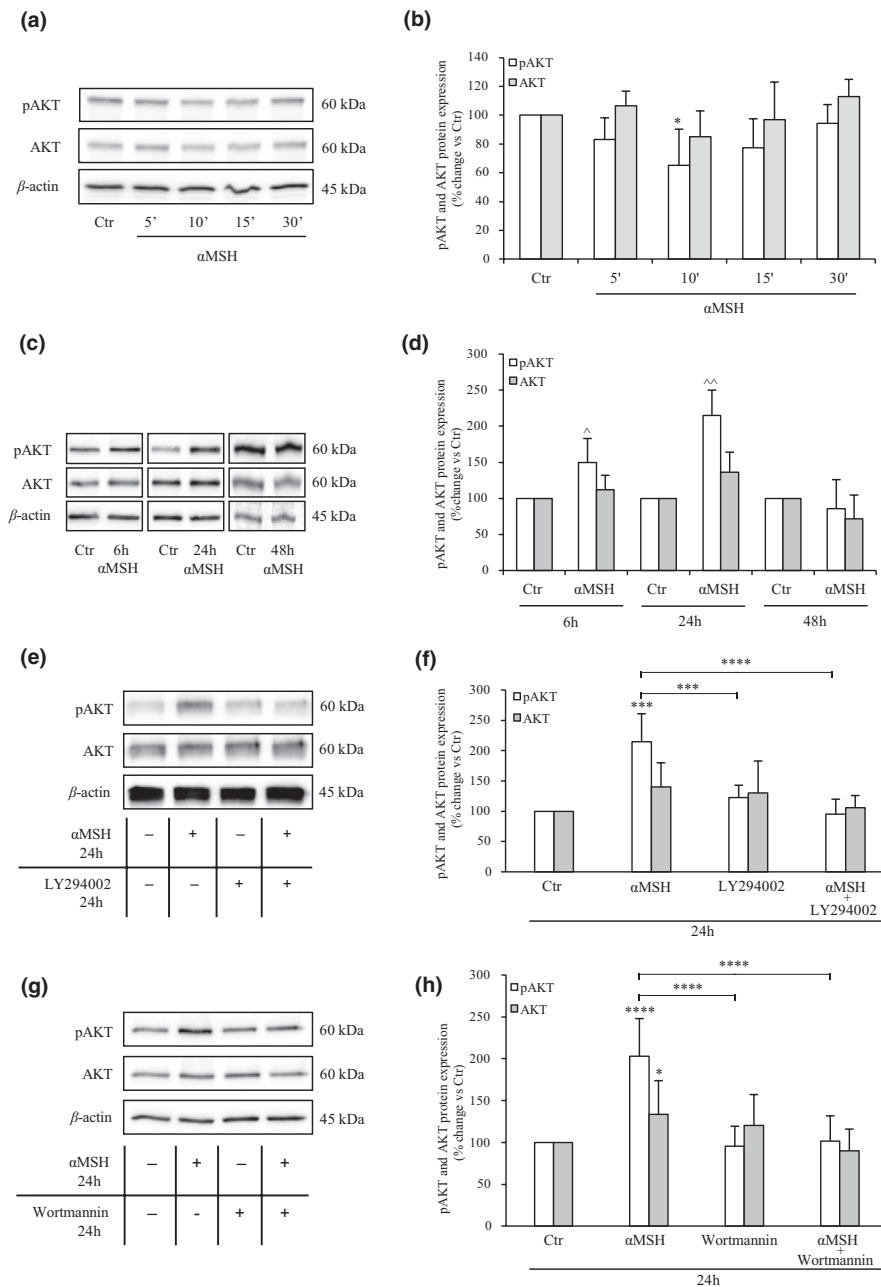 (a)
pAKT
60 kDa
AKT
60 kDa
β-actin
45 kDa
Ctr 5’ 10’ 15’ 30’
αMSH
(b)
pAKT and AKT protein expression
(% change vs Ctr)
140
120
100
80
60
40
20
0
pAKT
AKT
*
Ctr 5' 10' 15' 30'
αMSH
(c)
pAKT
60 kDa
AKT
60 kDa
β-actin
45 kDa
Ctr 6h Ctr 24h Ctr 48h
αMSH αMSH αMSH
(d)
pAKT and AKT protein expression
(% change vs Ctr)
300
250
200
150
100
50
0
pAKT
AKT
^
^^
Ctr αMSH Ctr αMSH Ctr αMSH
6h 24h 48h
(e)
pAKT
60 kDa
AKT
60 kDa
β-actin
45 kDa
αMSH
24h
– + – +
LY294002
24h
– – + +
(f)
pAKT and AKT protein expression
(% change vs Ctr)
300
250
200
150
100
50
0
pAKT
AKT
****
***
***
Ctr αMSH LY294002 αMSH
+
LY294002
24h
(g)
pAKT
60 kDa
AKT
60 kDa
β-actin
45 kDa
αMSH
24h
– + – +
Wortmannin
24h
– - + +
(h)
pAKT and AKT protein expression
(% change vs Ctr)
300
250
200
150
100
50
0
pAKT
AKT
****
****
****
*
Ctr αMSH Wortmannin αMSH
+
Wortmannin
24h